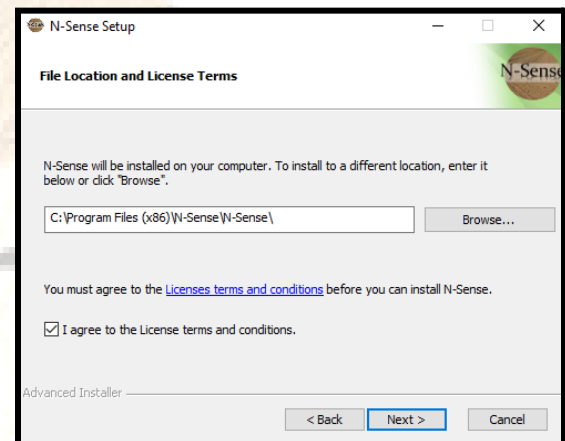 N-Sense Setup
File Location and License Terms
N-Sense
N-Sense will be installed on your computer. To install to a different location, enter it
below or click "Browse".
C:\Program Files (x86)\N-Sense\N-Sense\
Browse...
You must agree to the Licenses terms and conditions before you can install N-Sense.
I agree to the License terms and conditions.
Advanced Installer
< Back
Next >
Cancel